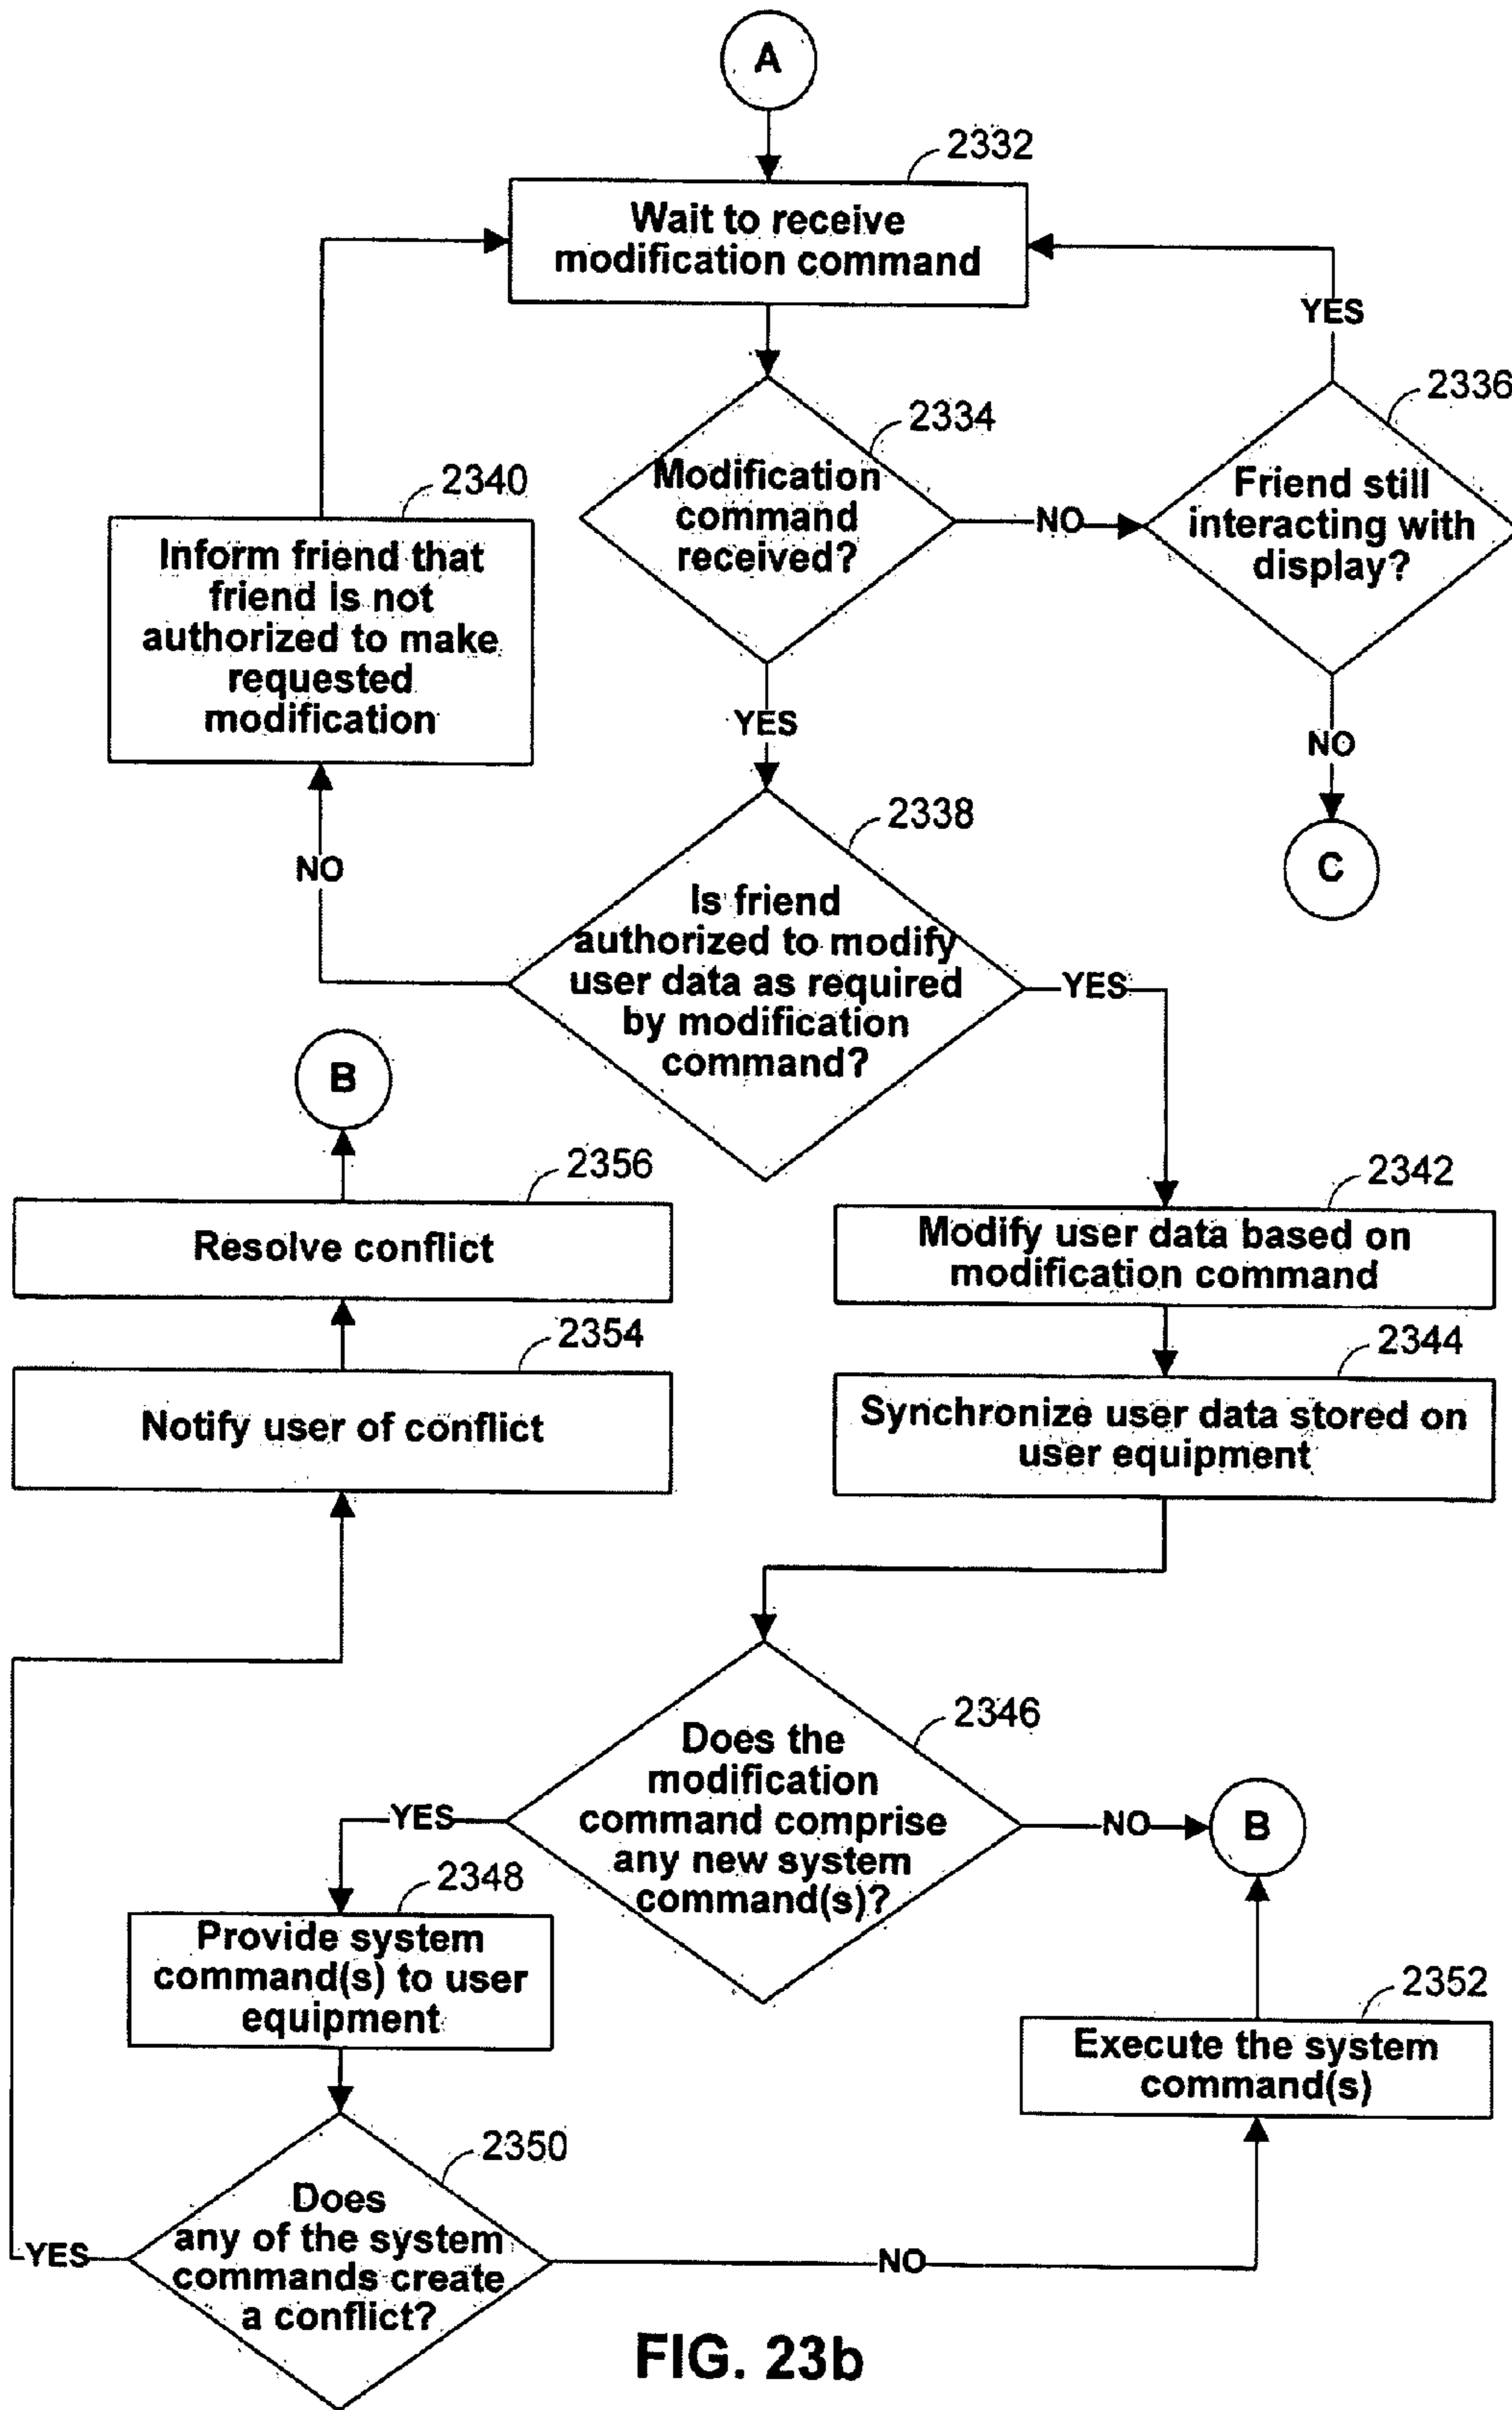 A
2332
Wait to receive
modification command
YES
2336
2334
Modification
command
received?
NO
Friend still
interacting with
display?
2340
Inform friend that
friend is not
authorized to make
requested
modification
YES
NO
C
2338
NO
Is friend
authorized to modify
user data as required
by modification
command?
YES
B
2356
Resolve conflict
2342
Modify user data based on
modification command
2354
Notify user of conflict
2344
Synchronize user data stored on
user equipment
2346
Does the
modification
command comprise
any new system
command(s)?
YES
NO
B
2348
Provide system
command(s) to user
equipment
2352
Execute the system
command(s)
2350
Does
any of the system
commands create
a conflict?
YES
NO
FIG. 23b